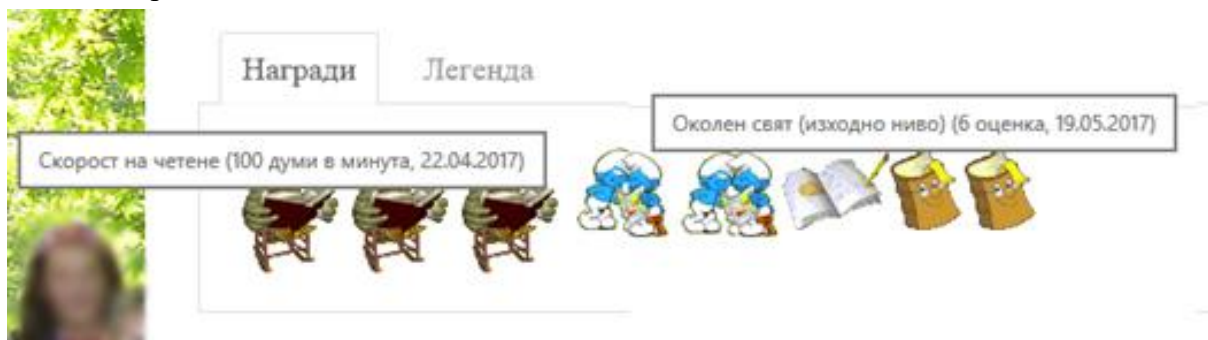 Награди
Легенда
Околен свят (изходно ниво) (6 оценка, 19.05.2017)
Скорост на четене (100 думи в минута, 22.04.2017)